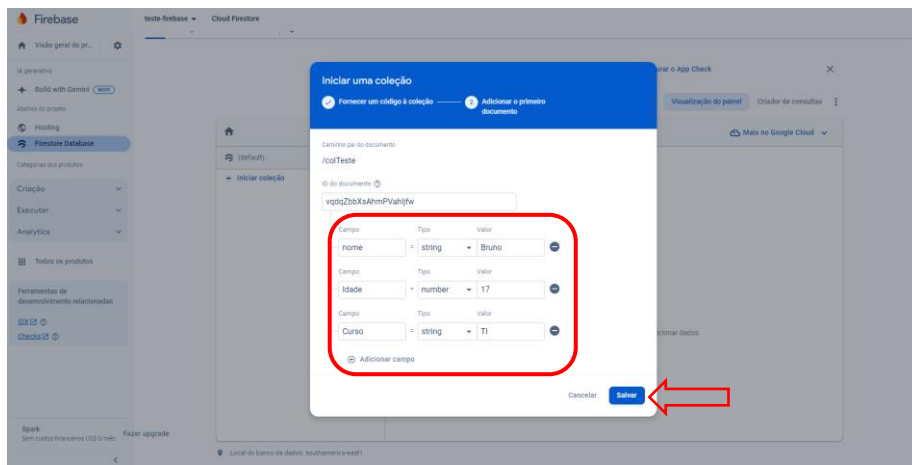 Firebase
teste-firebase
Cloud Firestore
Visão geral do pr...
IA generativa
Build with Gemini NOVO
Atalhos do projeto
Hosting
Firestore Database
Categorias dos produtos
Criação
Executar
Analytics
Todos os produtos
Ferramentas de
desenvolvimento relacionadas
IDX
Checks
Spark
Sem custos financeiros US$ 0/mês
Fazer upgrade
urar o App Check
Visualização do painel
Criador de consultas
Mais no Google Cloud
(default)
+ Iniciar coleção
Iniciar uma coleção
Fornecer um código à coleção
2 Adicionar o primeiro
documento
Caminho pai do documento
/colTeste
ID do documento
Campo Tipo Valor
nome = string Bruno
Campo Tipo Valor
Idade = number 17
Campo Tipo Valor
Curso = string TI
Adicionar campo
Cancelar
Salvar
cionar dados.
Local do banco de dados: southamerica-east1